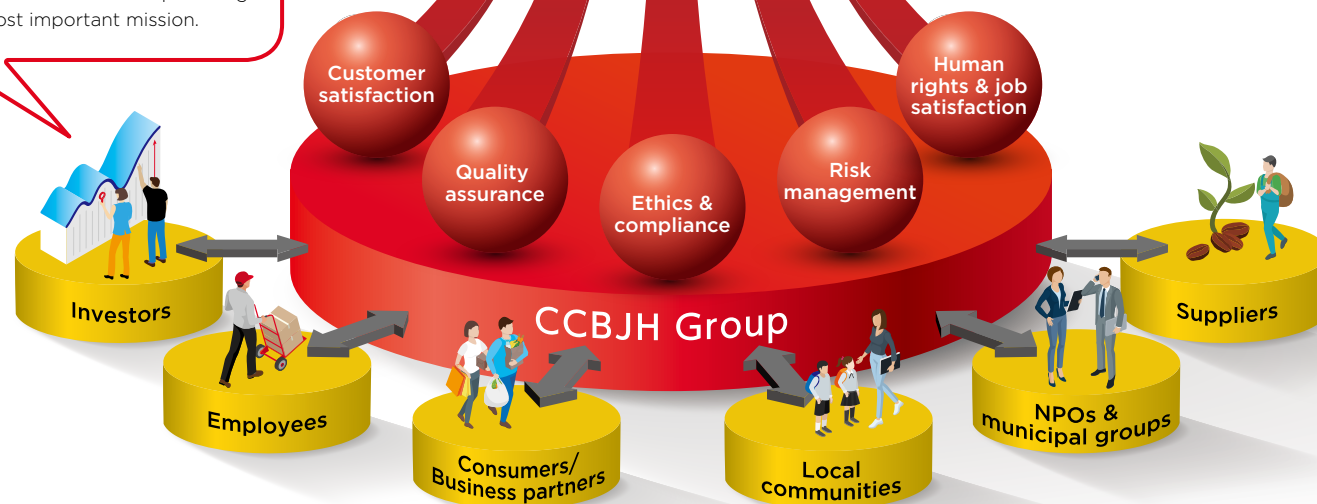 ost important mission.
Customer
satisfaction
Human
rights & job
satisfaction
Quality
assurance
Risk
management
Ethics &
compliance
CCBJH Group
Investors
Suppliers
Employees
NPOs &
municipal groups
Consumers/
Business partners
Local
communities